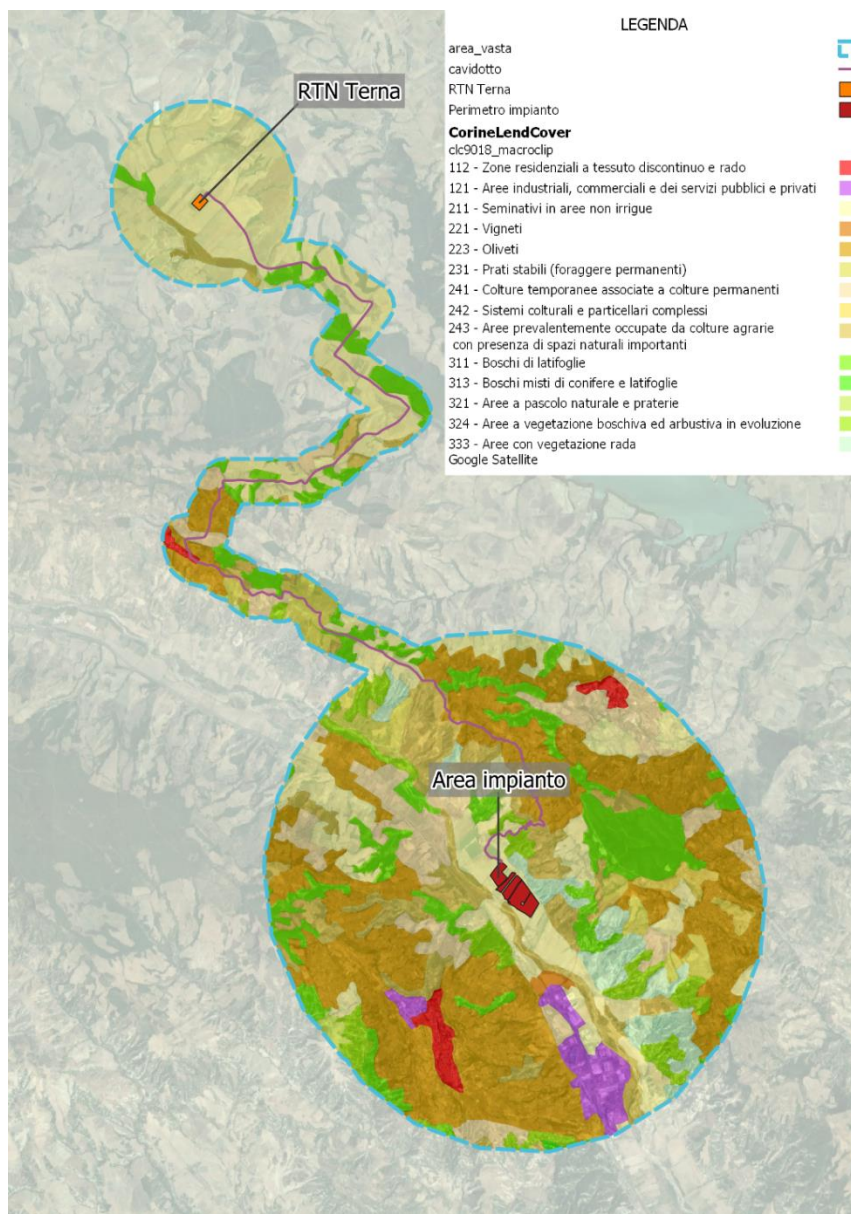 LEGENDA
area_vasta
cavidotto
RTN Terna
Perimetro impianto
CorineLendCover
clc9018_macroclip
112 - Zone residenziali a tessuto discontinuo e rado
121 - Aree industriali, commerciali e dei servizi pubblici e privati
211 - Seminativi in aree non irrigue
221 - Vigneti
223 - Oliveti
231 - Prati stabili (foraggere permanenti)
241 - Colture temporanee associate a colture permanenti
242 - Sistemi colturali e particellari complessi
243 - Aree prevalentemente occupate da colture agrarie
con presenza di spazi naturali importanti
311 - Boschi di latifoglie
313 - Boschi misti di conifere e latifoglie
321 - Aree a pascolo naturale e praterie
324 - Aree a vegetazione boschiva ed arbustiva in evoluzione
333 - Aree con vegetazione rada
Google Satellite
RTN Terna
Area impianto